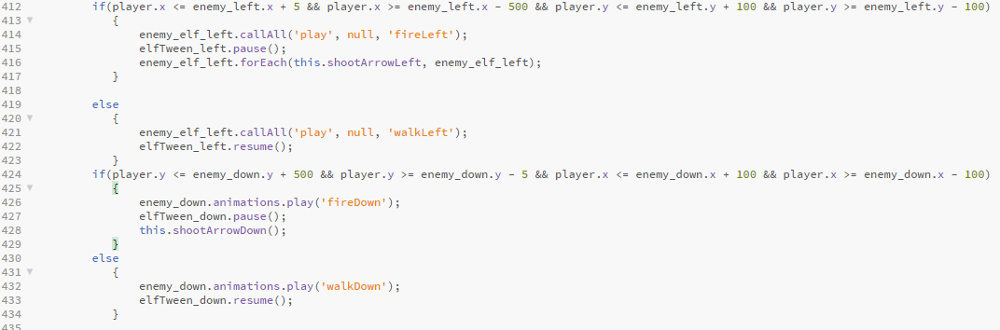 412 if(player.x <= enemy_left.x + 5 && player.x >= enemy_left.x - 500 && player.y <= enemy_left.y + 100 && player.y >= enemy_left.y - 100)
413 {
414 enemy_elf_left.callAll('play', null, 'fireLeft');
415 elfTween_left.pause();
416 enemy_elf_left.forEach(this.shootArrowLeft, enemy_elf_left);
417 }
418
419 else
420 {
421 enemy_elf_left.callAll('play', null, 'walkLeft');
422 elfTween_left.resume();
423 }
424 if(player.y <= enemy_down.y + 500 && player.y >= enemy_down.y - 5 && player.x <= enemy_down.x + 100 && player.x >= enemy_down.x - 100)
425 {
426 enemy_down.animations.play('fireDown');
427 elfTween_down.pause();
428 this.shootArrowDown();
429 }
430 else
431 {
432 enemy_down.animations.play('walkDown');
433 elfTween_down.resume();
434 }
435